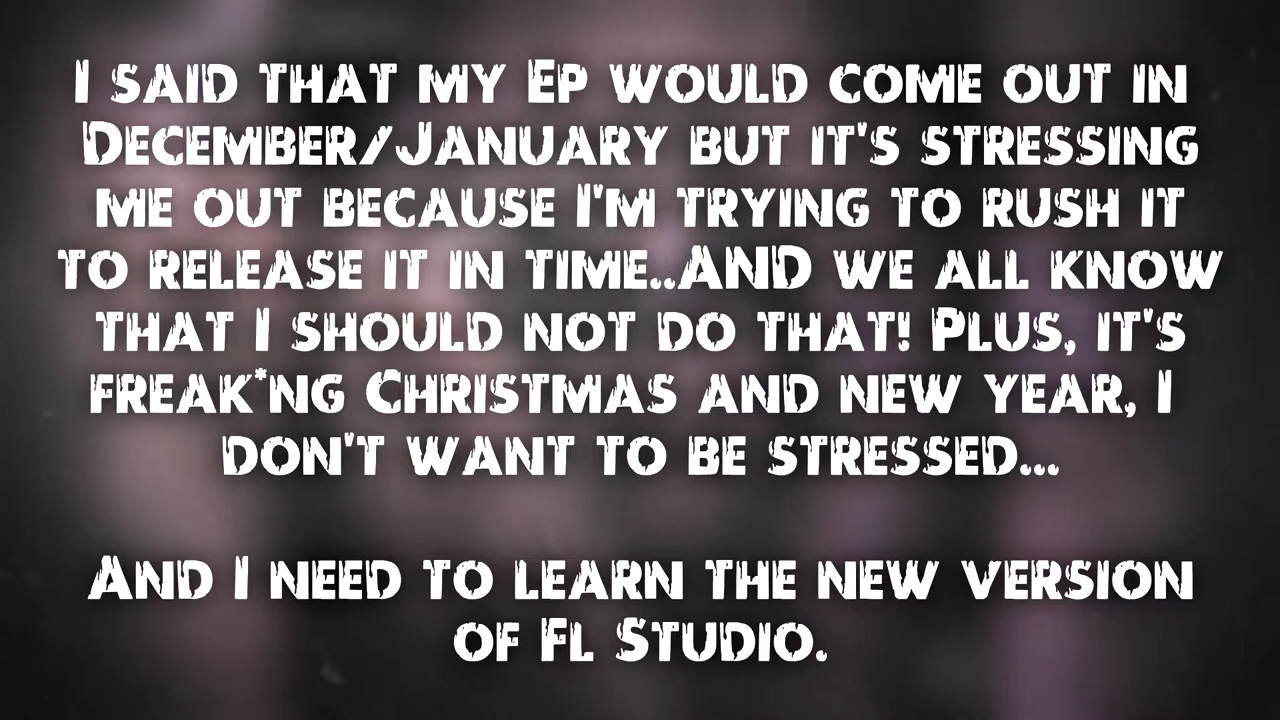 I said that my Ep would come out in
December/January but it's stressing
me out because I'm trying to rush it
to release it in time..AND we all know
that I should not do that! Plus, it's
freak*ng Christmas and new year, I
don't want to be stressed...
And I need to learn the new version
of Fl Studio.